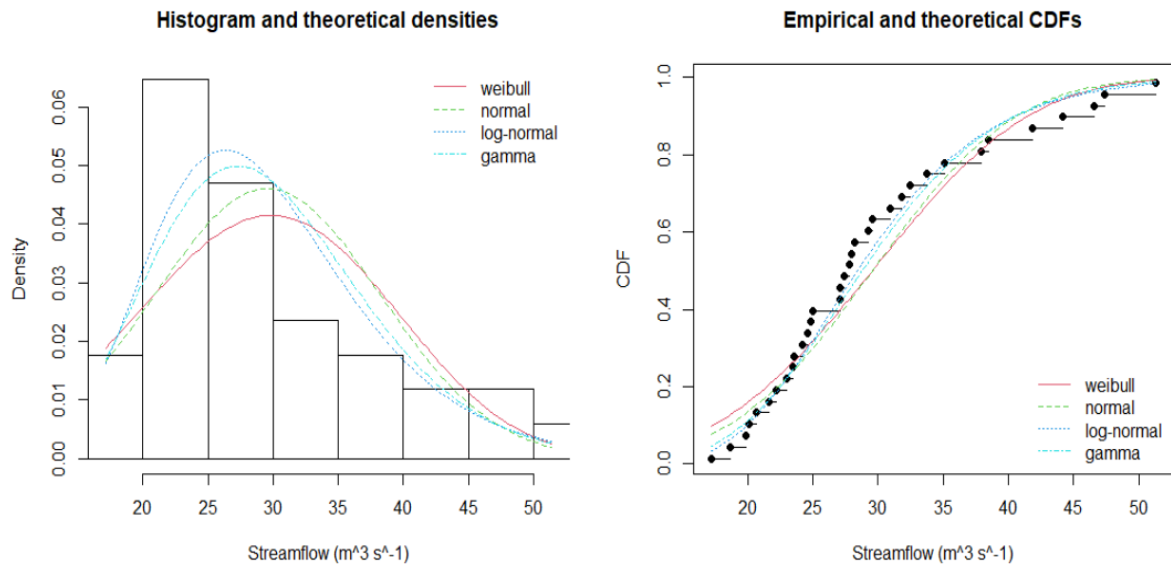 Histogram and theoretical densities
Density
0.00 0.01 0.02 0.03 0.04 0.05 0.06
weibull
normal
log-normal
gamma
20 25 30 35 40 45 50
Streamflow (m^3 s^-1)
Empirical and theoretical CDFs
CDF
0.0 0.2 0.4 0.6 0.8 1.0
weibull
normal
log-normal
gamma
20 25 30 35 40 45 50
Streamflow (m^3 s^-1)